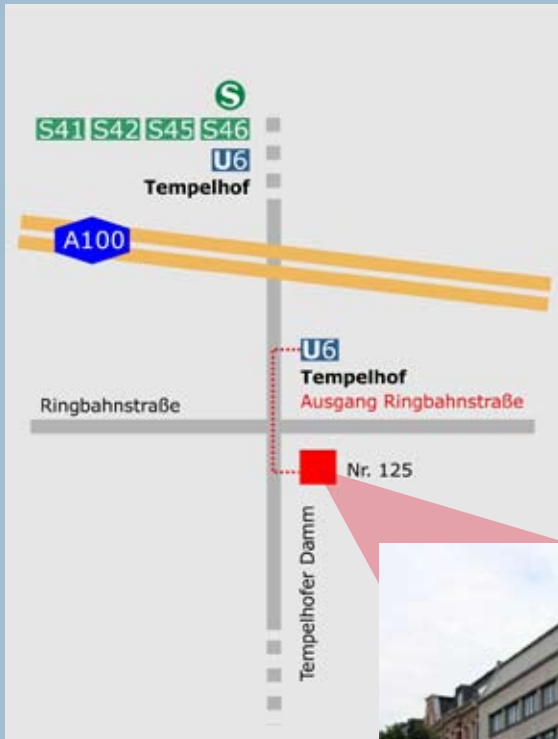 S
S41 S42 S45 S46
U6
Tempelhof
A100
U6
Tempelhof
Ausgang Ringbahnstraße
Ringbahnstraße
Nr. 125
Tempelhofer Damm